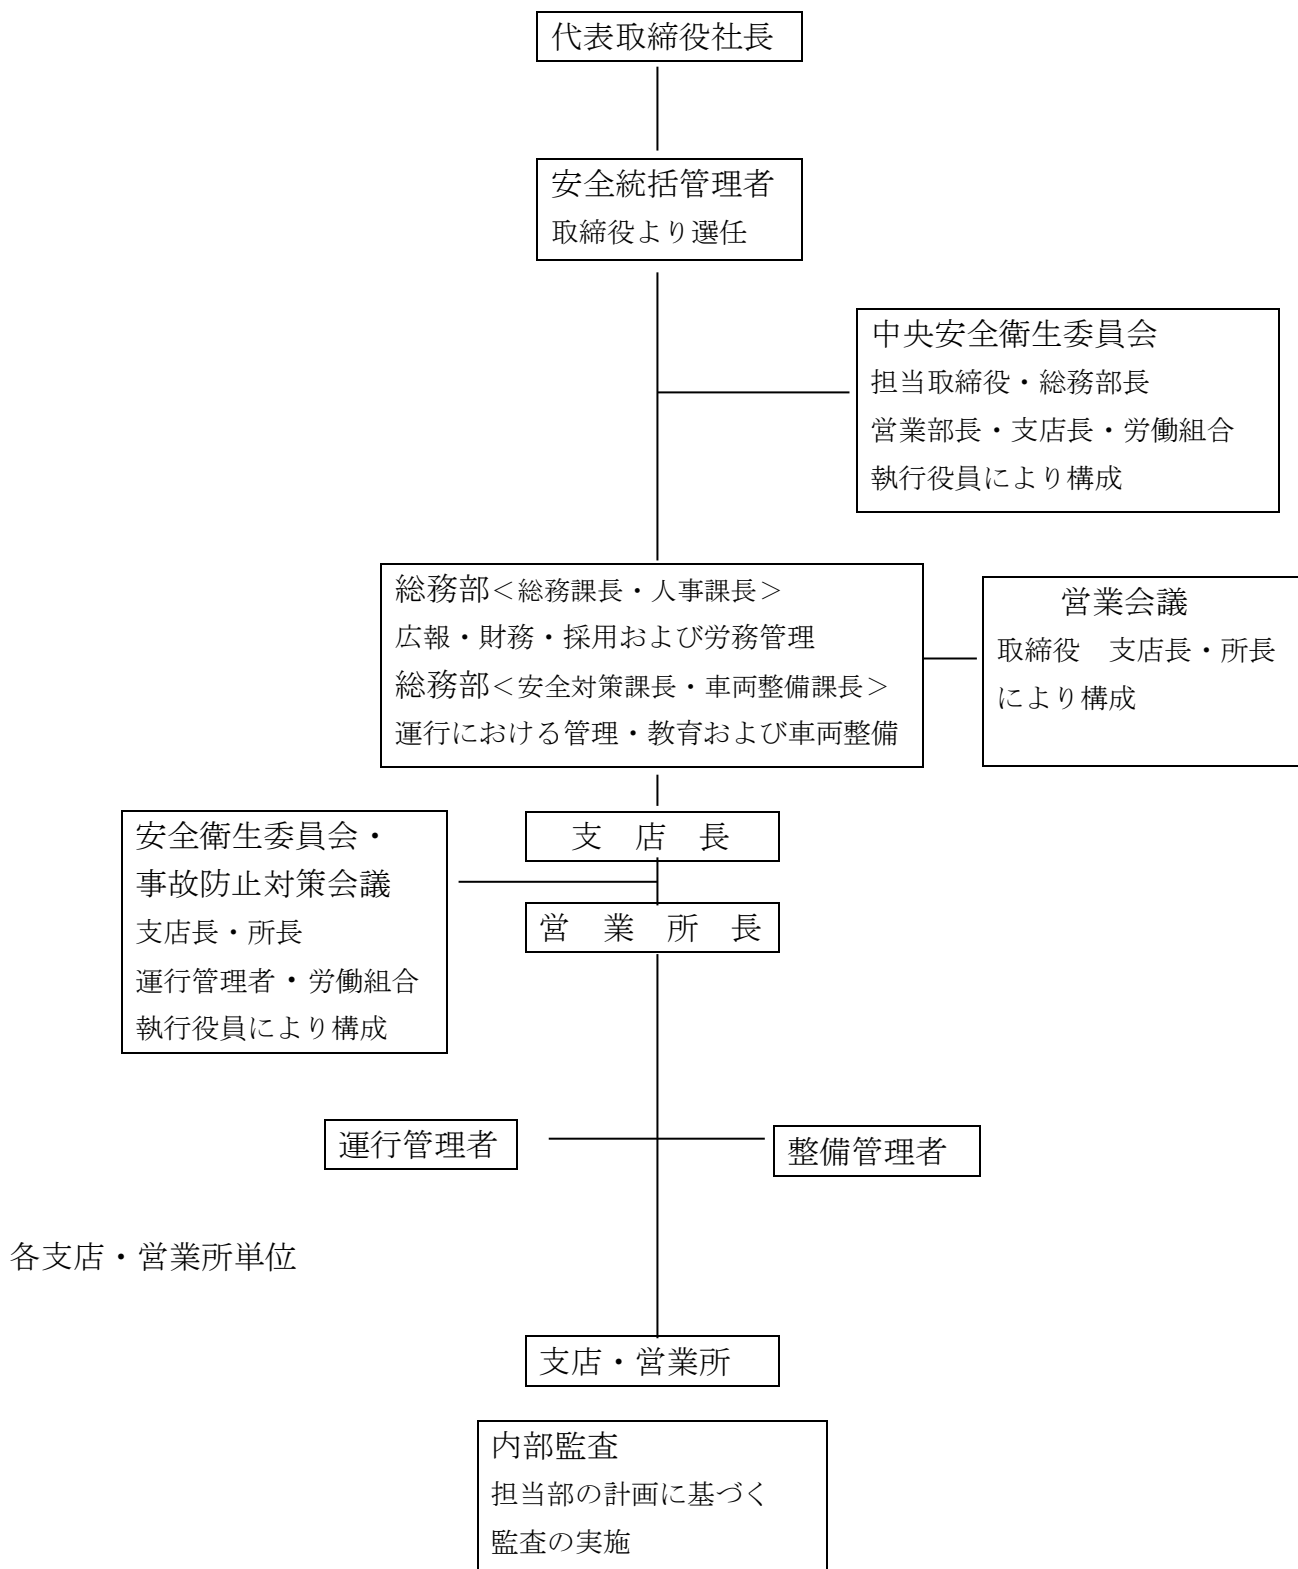 代表取締役社長
安全統括管理者
取締役より選任
中央安全衛生委員会
担当取締役・総務部長
営業部長・支店長・労働組合
執行役員により構成
総務部＜総務課長・人事課長＞
広報・財務・採用および労務管理
総務部＜安全対策課長・車両整備課長＞
運行における管理・教育および車両整備
営業会議
取締役　支店長・所長
により構成
支　店　長
安全衛生委員会・
事故防止対策会議
支店長・所長
運行管理者・労働組合
執行役員により構成
営　業　所　長
運行管理者
整備管理者
各支店・営業所単位
支店・営業所
内部監査
担当部の計画に基づく
監査の実施